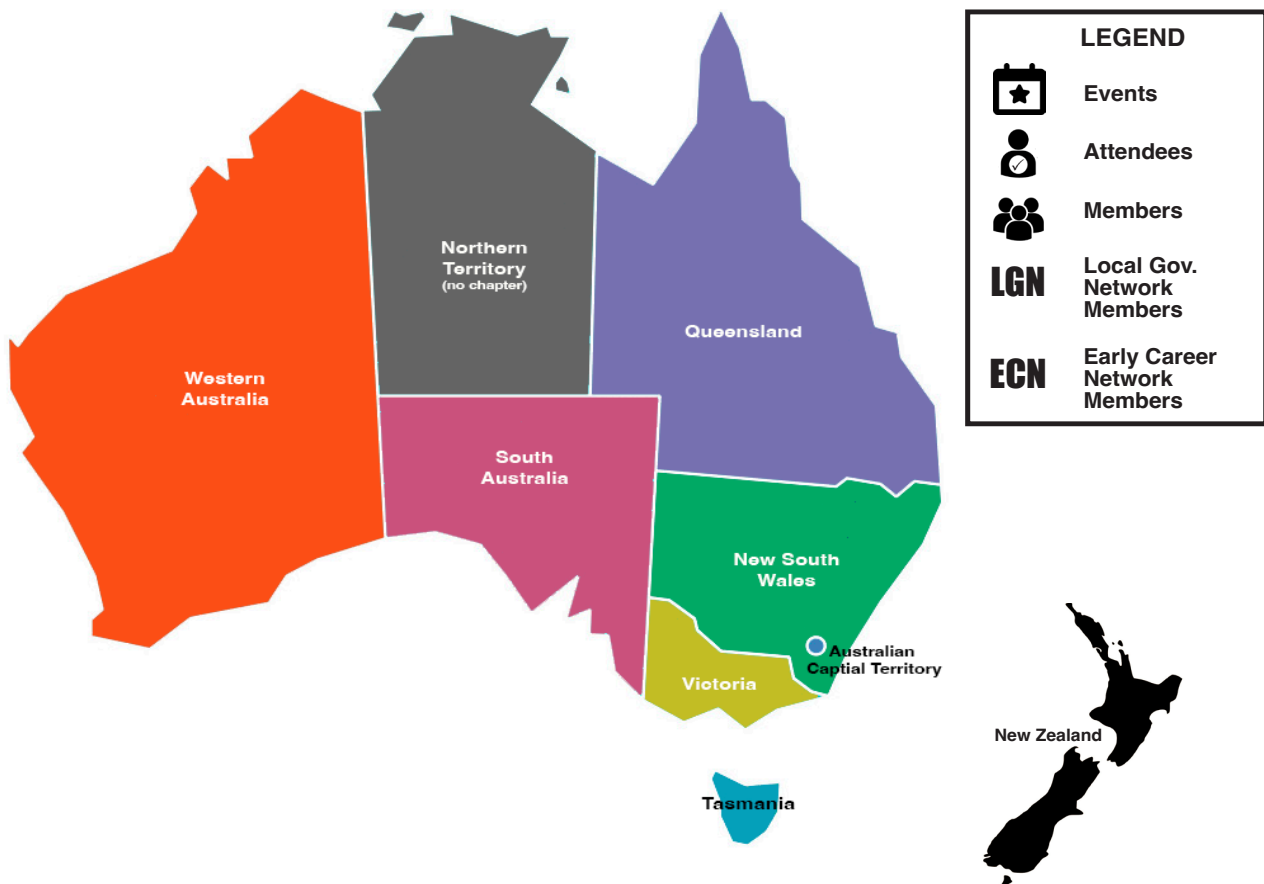 LEGEND
Events
Attendees
Members
LGN
Local Gov.
Network
Members
ECN
Early Career
Network
Members
Northern
Territory
(no chapter)
Queensland
Western
Australia
South
Australia
New South
Wales
Australian
Captial Territory
Victoria
New Zealand
Tasmania